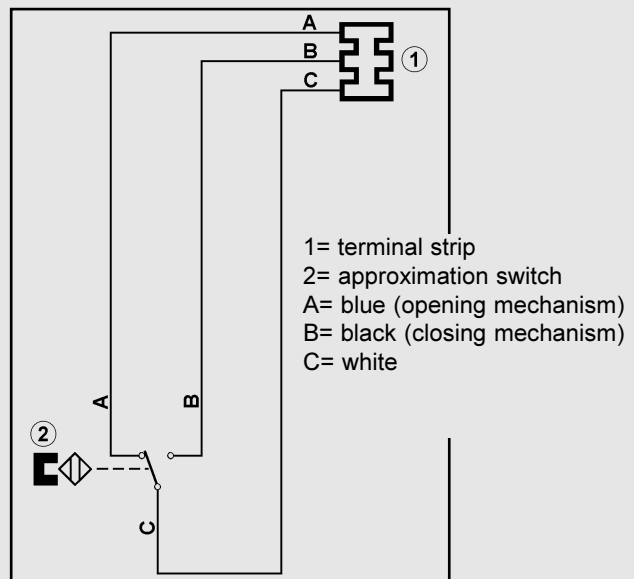 A
B
C
1
1= terminal strip
2= approximation switch
A= blue (opening mechanism)
B= black (closing mechanism)
C= white
A
B
2
C